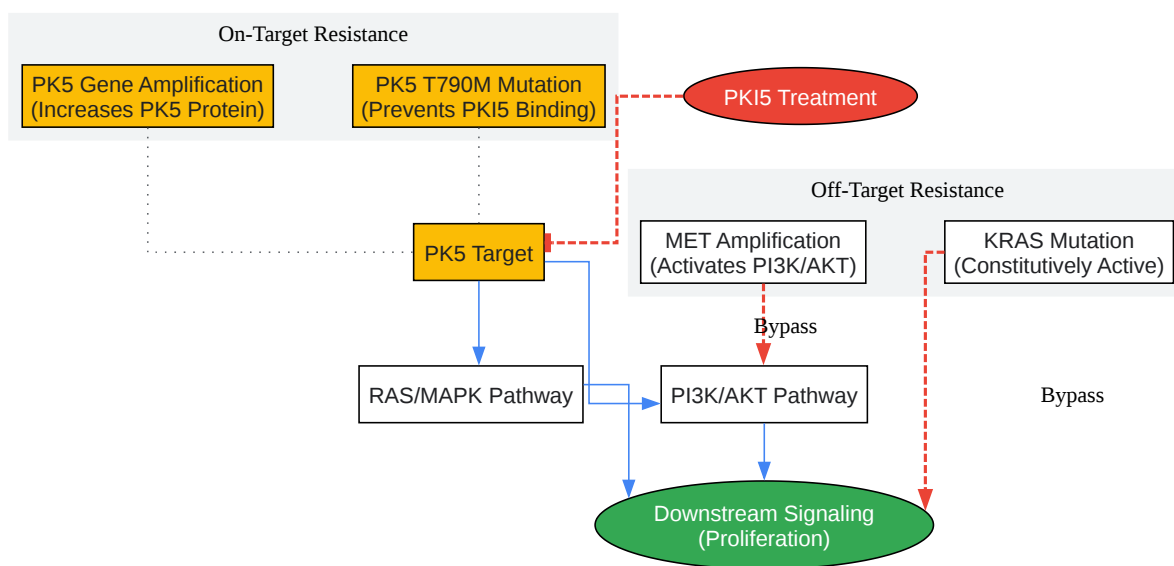 On-Target Resistance
PK5 Gene Amplification
(Increases PK5 Protein)
PK5 T790M Mutation
(Prevents PKI5 Binding)
PKI5 Treatment
Off-Target Resistance
PK5 Target
MET Amplification
(Activates PI3K/AKT)
KRAS Mutation
(Constitutively Active)
Bypass
RAS/MAPK Pathway
PI3K/AKT Pathway
Bypass
Downstream Signaling
(Proliferation)